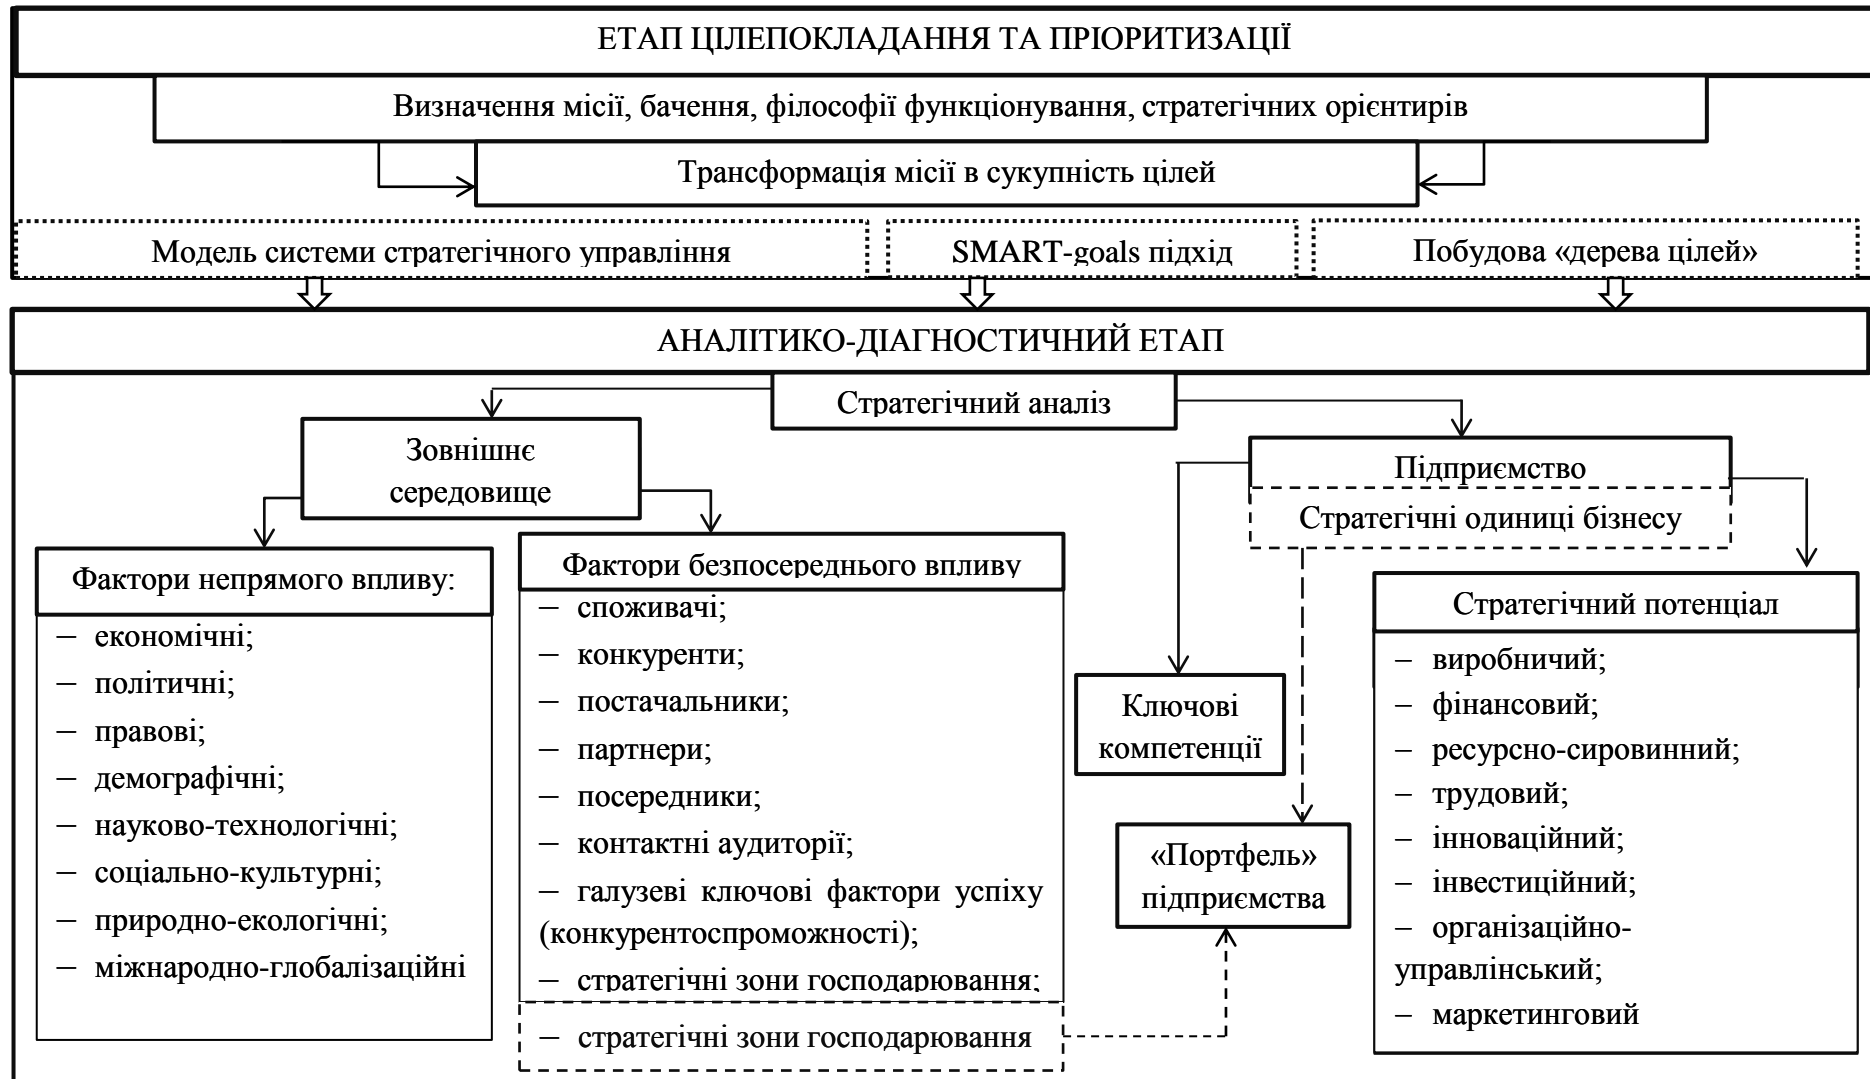 ЕТАП ЦІЛЕПОКЛАДАННЯ ТА ПРІОРИТИЗАЦІЇ
Визначення місії, бачення, філософії функціонування, стратегічних орієнтирів
Трансформація місії в сукупність цілей
Модель системи стратегічного управління
SMART-goals підхід
Побудова «дерева цілей»
АНАЛІТИКО-ДІАГНОСТИЧНИЙ ЕТАП
Стратегічний аналіз
Зовнішнє
середовище
Фактори непрямого впливу:
– економічні;
– політичні;
– правові;
– демографічні;
– науково-технологічні;
– соціально-культурні;
– природно-екологічні;
– міжнародно-глобалізаційні
Фактори безпосереднього впливу
– споживачі;
– конкуренти;
– постачальники;
– партнери;
– посередники;
– контактні аудиторії;
– галузеві ключові фактори успіху
(конкурентоспроможності);
– стратегічні зони господарювання;
– стратегічні зони господарювання
Підприємство
Стратегічні одиниці бізнесу
Ключові
компетенції
«Портфель»
підприємства
Стратегічний потенціал
– виробничий;
– фінансовий;
– ресурсно-сировинний;
– трудовий;
– інноваційний;
– інвестиційний;
– організаційно-
управлінський;
– маркетинговий